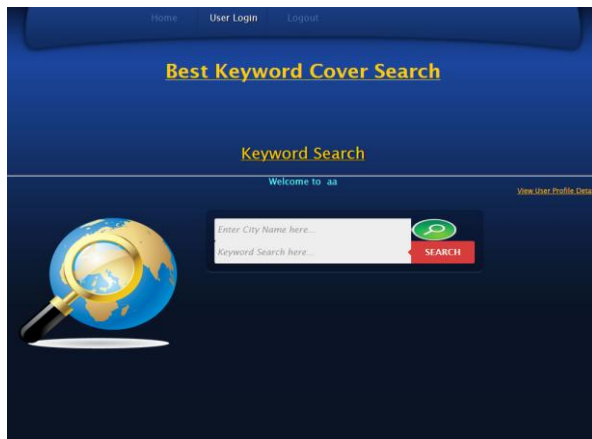 Home User Login Logout
Best Keyword Cover Search
Keyword Search
Welcome to aa
View User Profile Deta
Enter City Name here...
Keyword Search here...
SEARCH